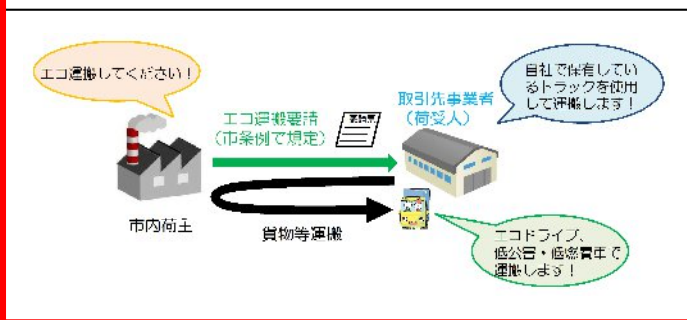 エコ運搬してください！
自社で保有してい
るトラックを使用
して運搬します！
取引先事業者
（荷受人）
エコ運搬要請
（市条例で規定）
要請書
市内荷主
貨物等運搬
エコドライブ、
低公害・低燃費車で
運搬します！